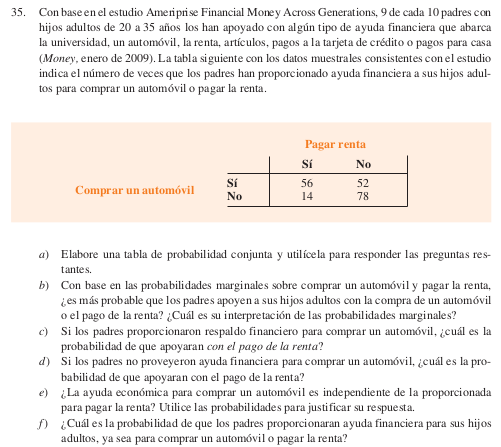 35. Con base en el estudio Ameriprise Financial Money Across Generations, 9 de cada 10 padres con
hijos adultos de 20 a 35 años los han apoyado con algún tipo de ayuda financiera que abarca
la universidad, un automóvil, la renta, artículos, pagos a la tarjeta de crédito o pagos para casa
(Money, enero de 2009). La tabla siguiente con los datos muestrales consistentes con el estudio
indica el número de veces que los padres han proporcionado ayuda financiera a sus hijos adul-
tos para comprar un automóvil o pagar la renta.
Pagar renta
Sí No
Comprar un automóvil Sí 56 52
No 14 78
a) Elabore una tabla de probabilidad conjunta y utilícela para responder las preguntas res-
tantes.
b) Con base en las probabilidades marginales sobre comprar un automóvil y pagar la renta,
¿es más probable que los padres apoyen a sus hijos adultos con la compra de un automóvil
o el pago de la renta? ¿Cuál es su interpretación de las probabilidades marginales?
c) Si los padres proporcionaron respaldo financiero para comprar un automóvil, ¿cuál es la
probabilidad de que apoyaran con el pago de la renta?
d) Si los padres no proveyeron ayuda financiera para comprar un automóvil, ¿cuál es la pro-
babilidad de que apoyaran con el pago de la renta?
e) ¿La ayuda económica para comprar un automóvil es independiente de la proporcionada
para pagar la renta? Utilice las probabilidades para justificar su respuesta.
f) ¿Cuál es la probabilidad de que los padres proporcionaran ayuda financiera para sus hijos
adultos, ya sea para comprar un automóvil o pagar la renta?